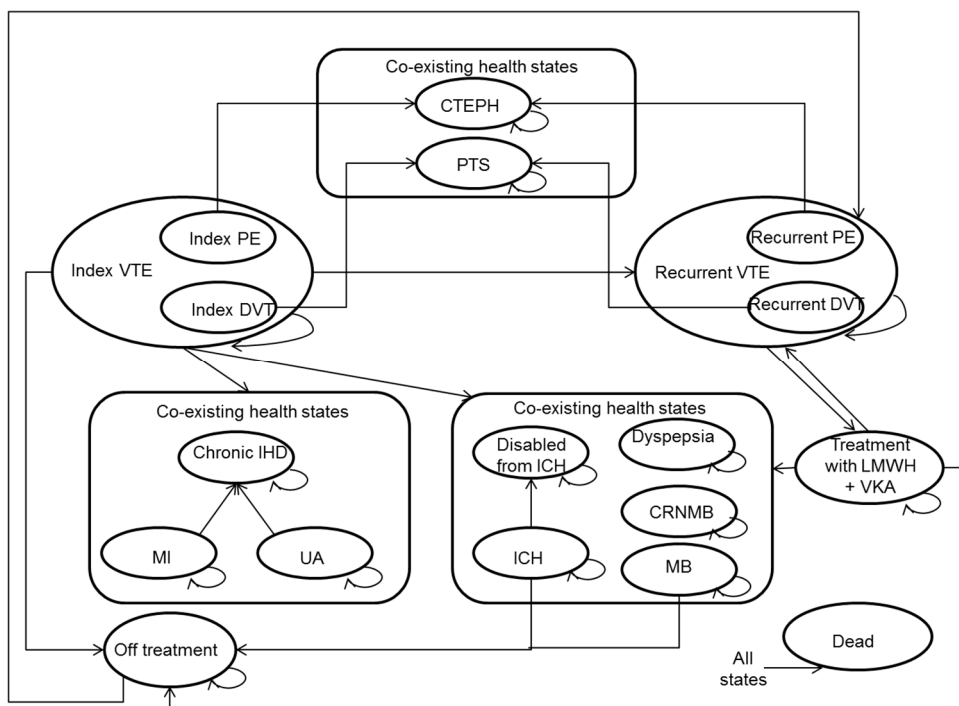 Co-existing health states
CTEPH
PTS
Index PE
Index VTE
Index DVT
Recurrent PE
Recurrent VTE
Recurrent DVT
Co-existing health states
Chronic IHD
MI
UA
Co-existing health states
Disabled
from ICH
Dyspepsia
CRNMB
ICH
MB
Treatment
with LMWH
+ VKA
Off treatment
Dead
All
states